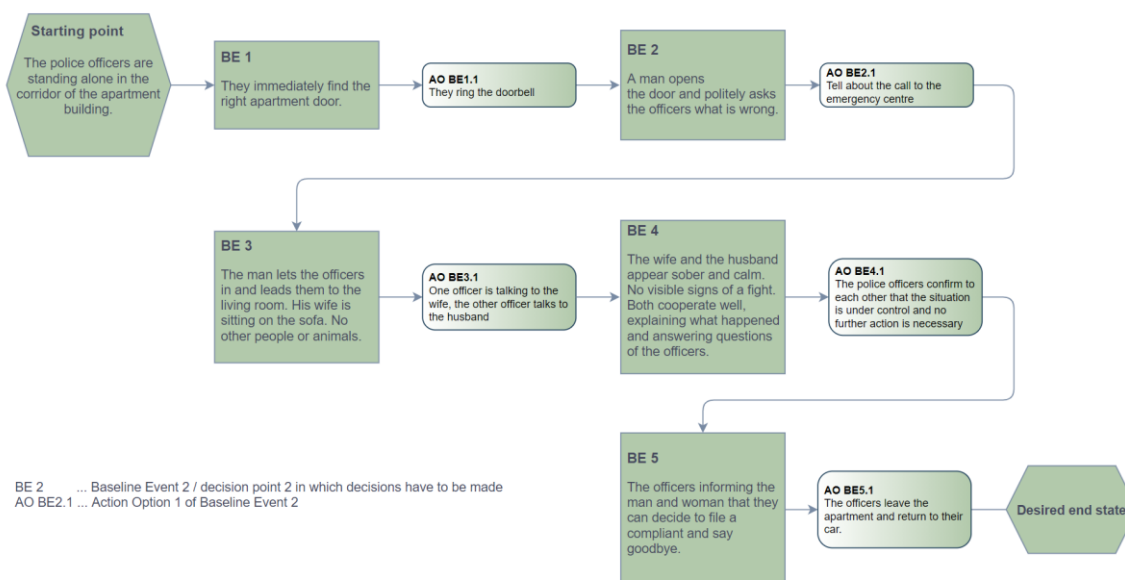 Starting point
The police officers are
standing alone in the
corridor of the apartment
building.
BE 1
They immediately find the
right apartment door.
AO BE1.1
They ring the doorbell
BE 2
A man opens
the door and politely asks
the officers what is wrong.
AO BE2.1
Tell about the call to the
emergency centre
BE 3
The man lets the officers
in and leads them to the
living room. His wife is
sitting on the sofa. No
other people or animals.
AO BE3.1
One officer is talking to the
wife, the other officer talks to
the husband
BE 4
The wife and the husband
appear sober and calm.
No visible signs of a fight.
Both cooperate well,
explaining what happened
and answering questions
of the officers.
AO BE4.1
The police officers confirm to
each other that the situation
is under control and no
further action is necessary
BE 5
The officers informing the
man and woman that they
can decide to file a
compliant and say
goodbye.
AO BE5.1
The officers leave the
apartment and return to their
car.
Desired end state
BE 2 ... Baseline Event 2 / decision point 2 in which decisions have to be made
AO BE2.1 ... Action Option 1 of Baseline Event 2